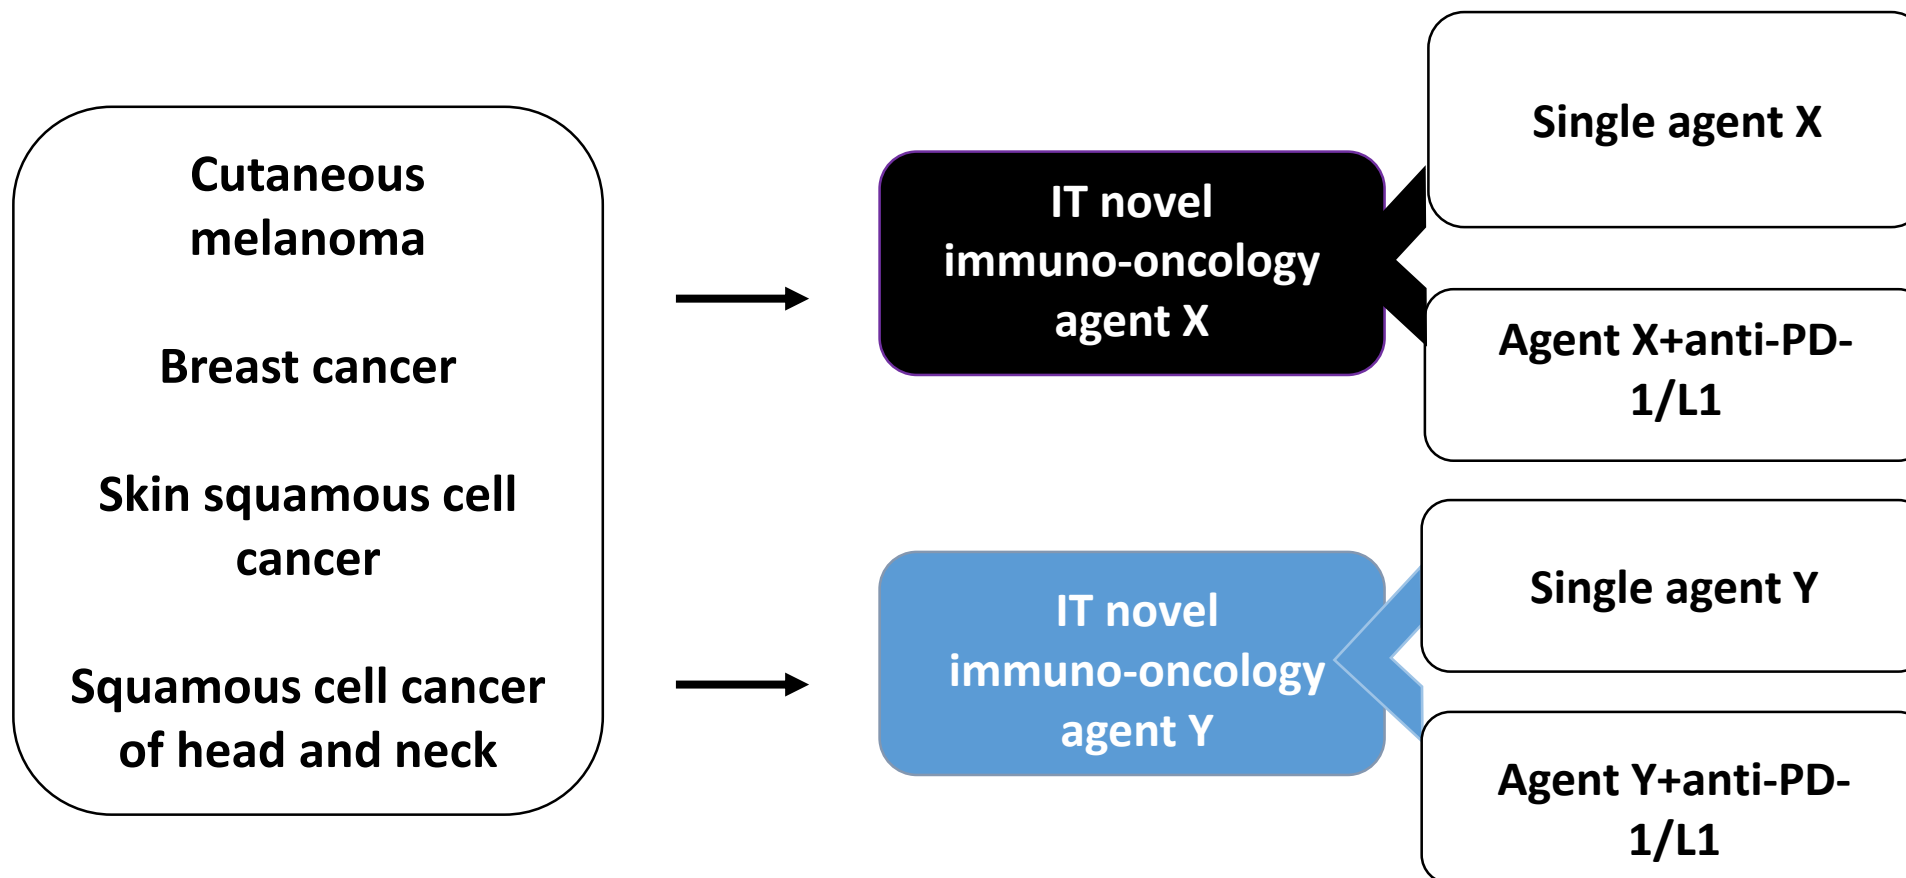 Cutaneous
melanoma
Breast cancer
Skin squamous cell
cancer
Squamous cell cancer
of head and neck
IT novel
immuno-oncology
agent X
Single agent X
Agent X+anti-PD-
1/L1
IT novel
immuno-oncology
agent Y
Single agent Y
Agent Y+anti-PD-
1/L1